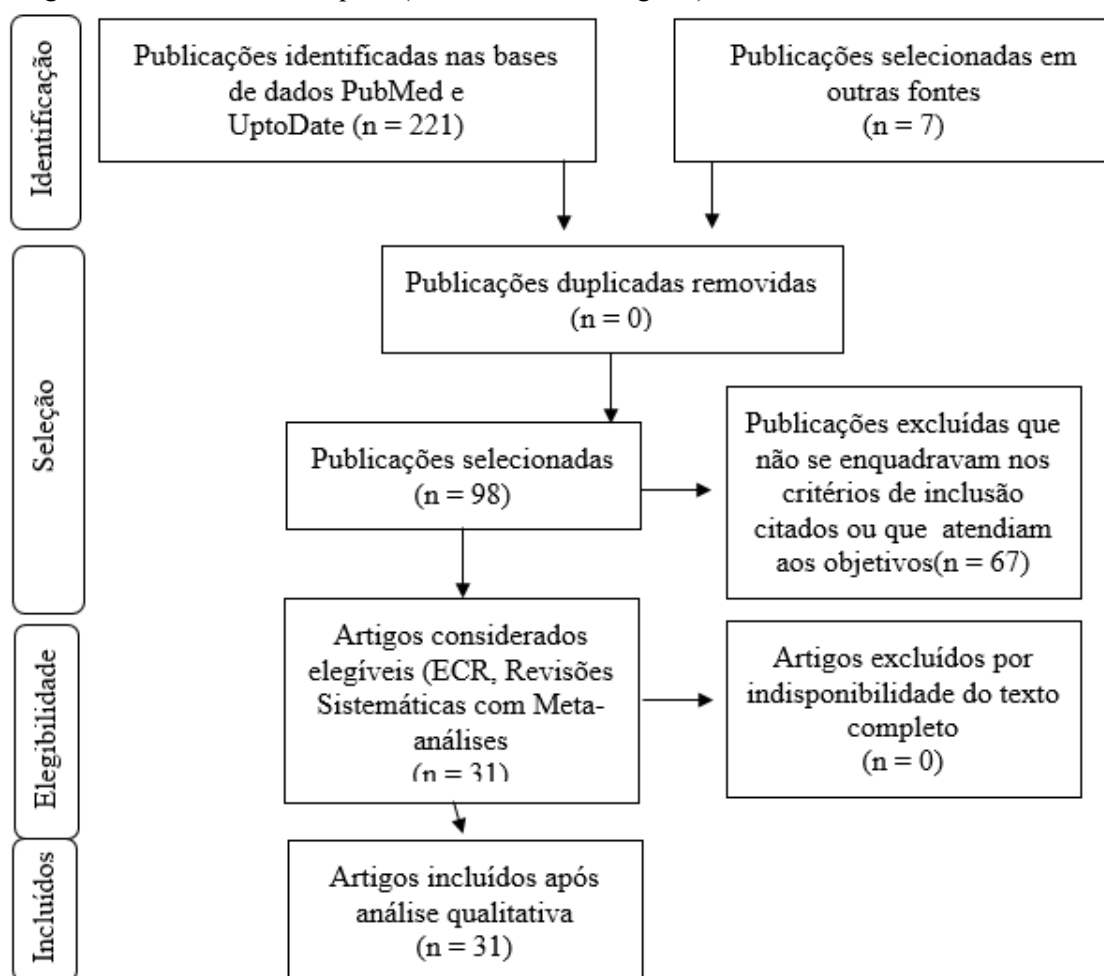 Identificação
Publicações identificadas nas bases
de dados PubMed e
UptoDate (n = 221)
Publicações selecionadas em
outras fontes
(n = 7)
Seleção
Publicações duplicadas removidas
(n = 0)
Publicações selecionadas
(n = 98)
Publicações excluídas que
não se enquadravam nos
critérios de inclusão
citados ou que atendiam
aos objetivos(n = 67)
Elegibilidade
Artigos considerados
elegíveis (ECR, Revisões
Sistemáticas com Meta-
análises
(n = 31)
Artigos excluídos por
indisponibilidade do texto
completo
(n = 0)
Incluídos
Artigos incluídos após
análise qualitativa
(n = 31)